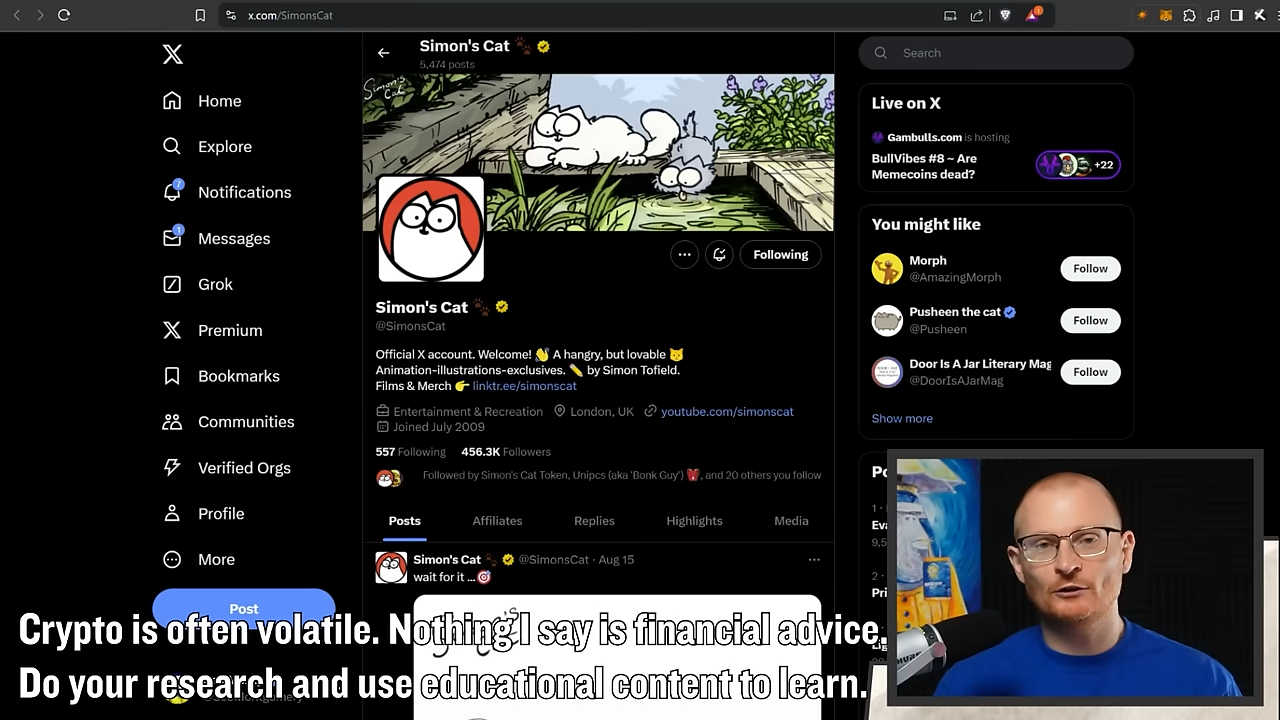 x.com/SimonsCat
Home
Explore
7
Notifications
1
Messages
Grok
Premium
Bookmarks
Communities
Verified Orgs
Profile
More
Post
Simon's Cat
5,474 posts
Simon's Cat
Following
Simon's Cat
@SimonsCat
Official X account. Welcome! 👋 A hangry, but lovable 🐱
Animation-illustrations-exclusives. ✏️ by Simon Tofield.
Films & Merch 👉 linktr.ee/simonscat
Entertainment & Recreation London, UK youtube.com/simonscat
Joined July 2009
557 Following 456.3K Followers
Followed by Simon's Cat Token, Unipcs (aka 'Bonk Guy'), and 20 others you follow
Posts Affiliates Replies Highlights Media
Simon's Cat @SimonsCat · Aug 15
wait for it ...🎯
Search
Live on X
Gambulls.com is hosting
BullVibes #8 ~ Are
Memecoins dead?
+22
You might like
Morph
@AmazingMorph
Follow
Pusheen the cat
@Pusheen
Follow
Door Is A Jar Literary Mag
@DoorIsAJarMag
Follow
Show more
Crypto is often volatile. Nothing I say is financial advice.
Do your research and use educational content to learn.